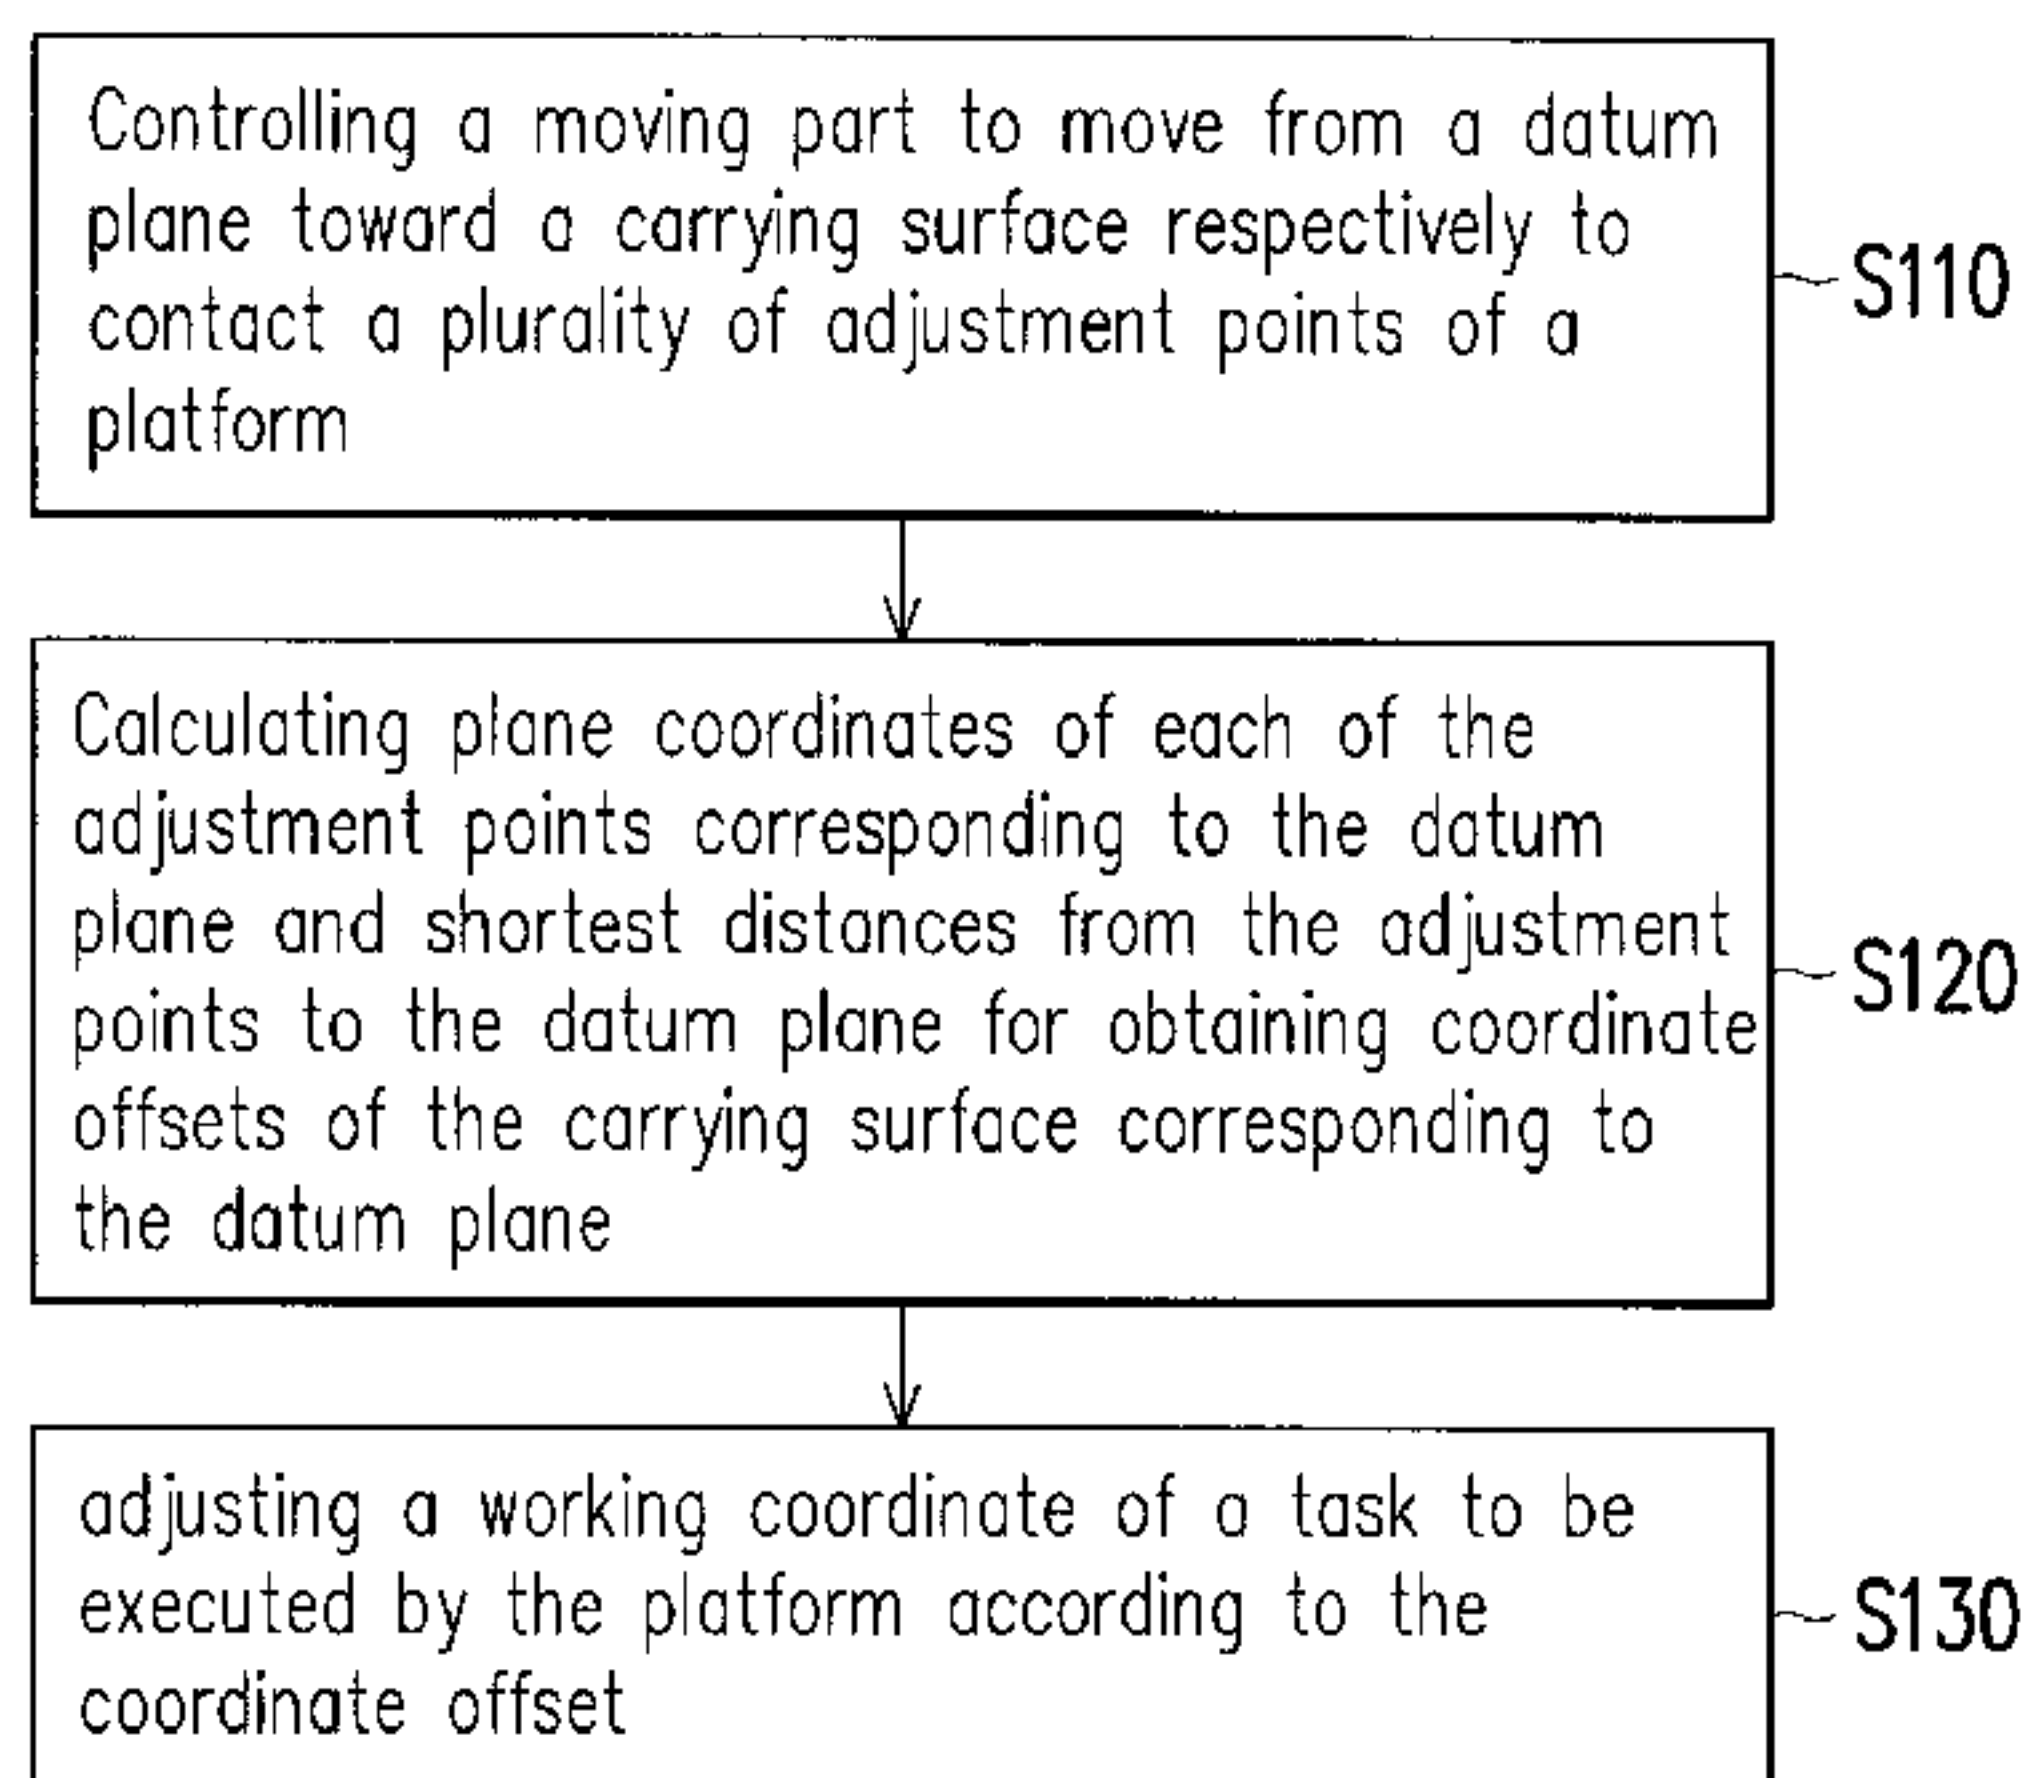 Controlling a moving part to move from a datum
plane toward a carrying surface respectively to
contact a plurality of adjustment points of a
platform
S110
Calculating plane coordinates of each of the
adjustment points corresponding to the datum
plane and shortest distances from the adjustment
points to the datum plane for obtaining coordinate
offsets of the carrying surface corresponding to
the datum plane
S120
adjusting a working coordinate of a task to be
executed by the platform according to the
coordinate offset
S130